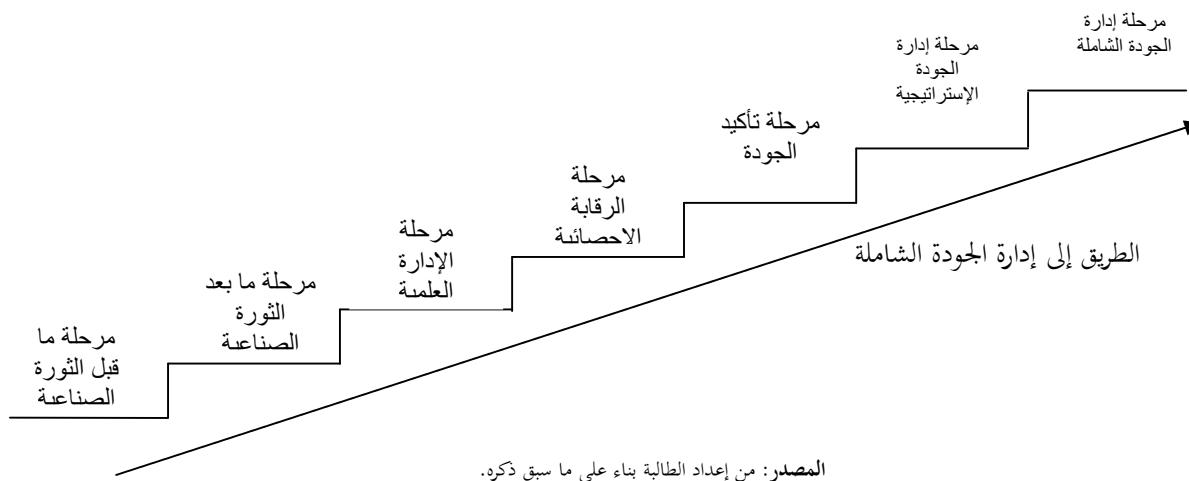 مرحلة إدارة
الجودة الشاملة
مرحلة إدارة
الجودة
الإستراتيجية
مرحلة تأكيد
الجودة
مرحلة
الرقابة
الاحصائية
مرحلة
الإدارة
العلمية
مرحلة ما بعد
الثورة
الصناعية
مرحلة ما
قبل الثورة
الصناعية
الطريق إلى إدارة الجودة الشاملة
المصدر: من إعداد الطالبة بناء على ما سبق ذكره.